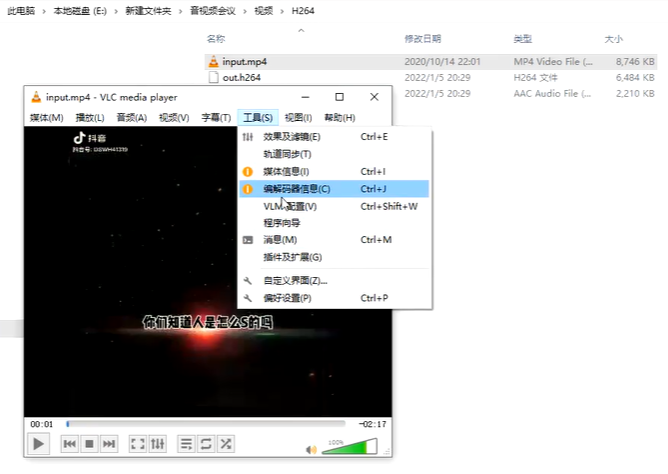 此电脑 › 本地磁盘 (E:) › 新建文件夹 › 音视频会议 › 视频 › H264
名称 修改日期 类型 大小
input.mp4 2020/10/14 22:01 MP4 Video File (... 8,746 KB
out.h264 2022/1/5 20:29 H264 文件 6,484 KB
2022/1/5 20:29 AAC Audio File (... 2,210 KB
input.mp4 - VLC media player
媒体(M) 播放(L) 音频(A) 视频(V) 字幕(T) 工具(S) 视图(I) 帮助(H)
抖音
效果及滤镜(E) Ctrl+E
轨道同步(T)
媒体信息(I) Ctrl+I
编解码器信息(C) Ctrl+J
VLM 配置(V) Ctrl+Shift+W
程序向导
消息(M) Ctrl+M
插件及扩展(G)
自定义界面(Z)...
偏好设置(P) Ctrl+P
你们知道人是怎么S的吗
00:01 -02:17
100%